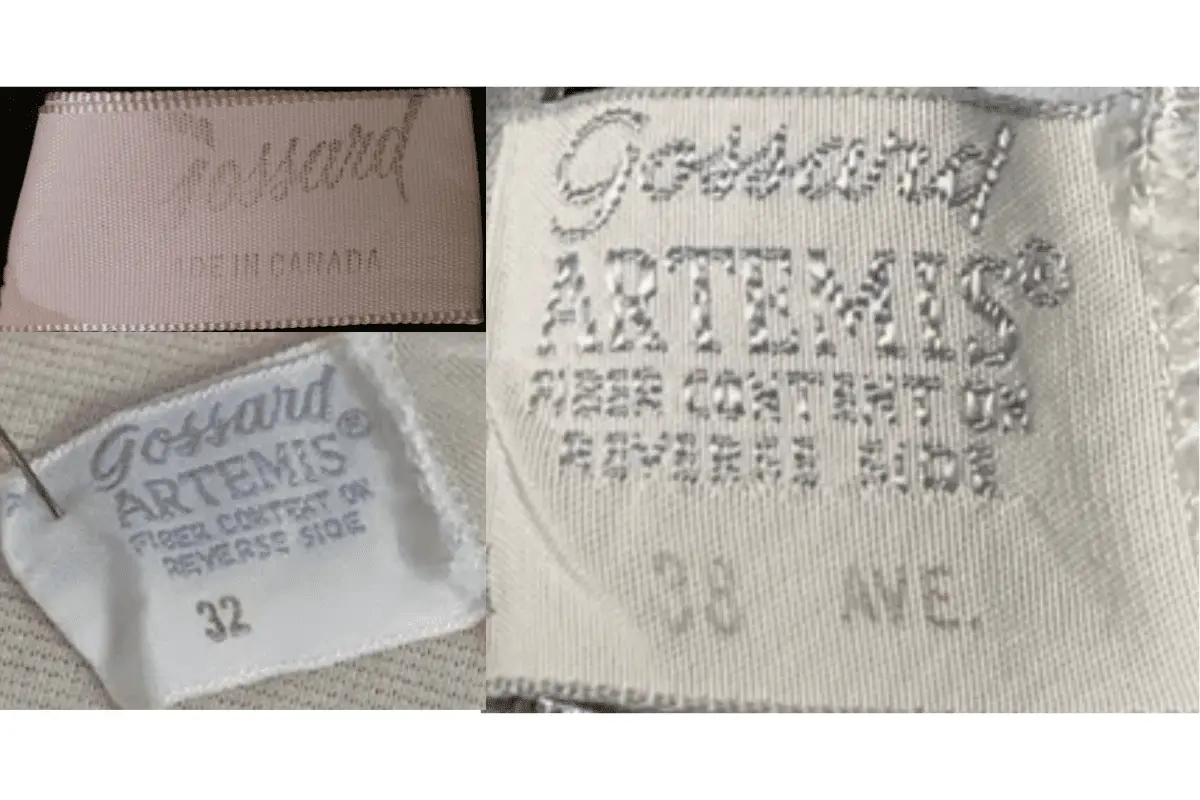 Gossard
ADE IN CANADA
Gossard
ARTEMIS®
FIBER CONTENT ON
REVERSE SIDE
32
Gossard
ARTEMIS®
FIBER CONTENT ON
REVERSE SIDE
38 AVE.